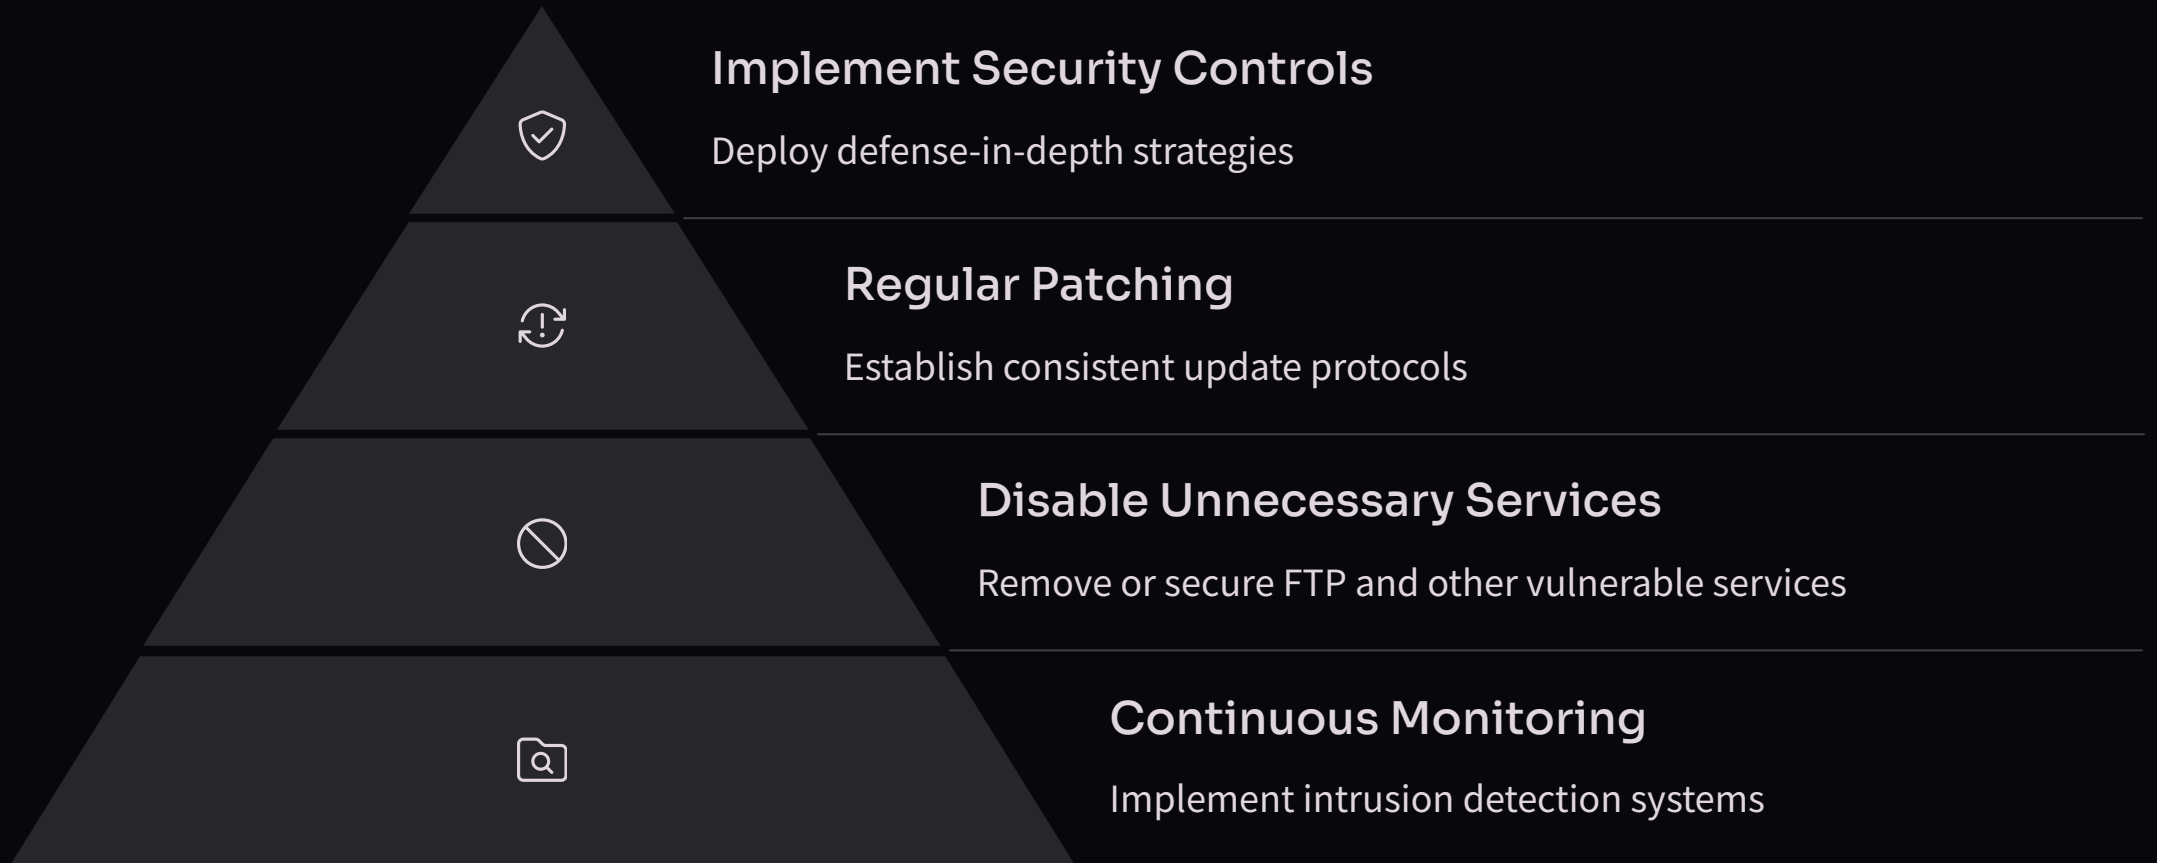 Implement Security Controls
Deploy defense-in-depth strategies
Regular Patching
Establish consistent update protocols
Disable Unnecessary Services
Remove or secure FTP and other vulnerable services
Continuous Monitoring
Implement intrusion detection systems